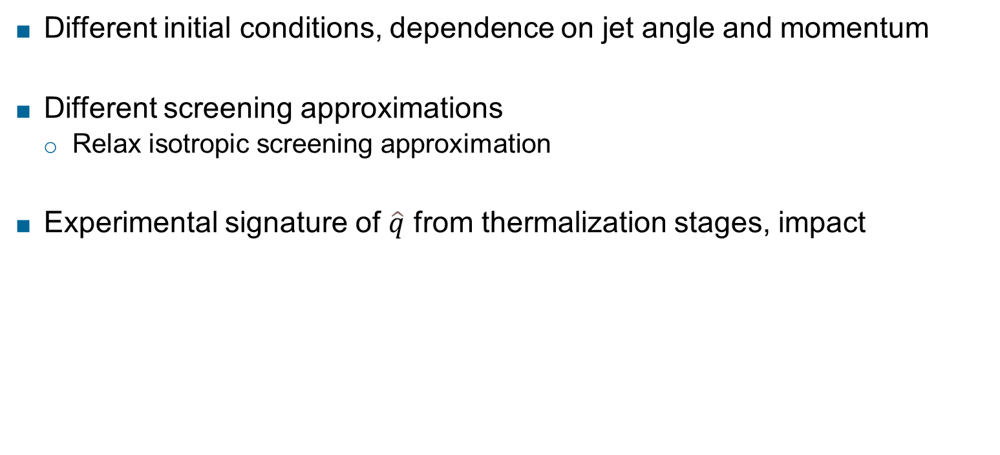 ■ Different initial conditions, dependence on jet angle and momentum
■ Different screening approximations
○ Relax isotropic screening approximation
■ Experimental signature of q̂ from thermalization stages, impact